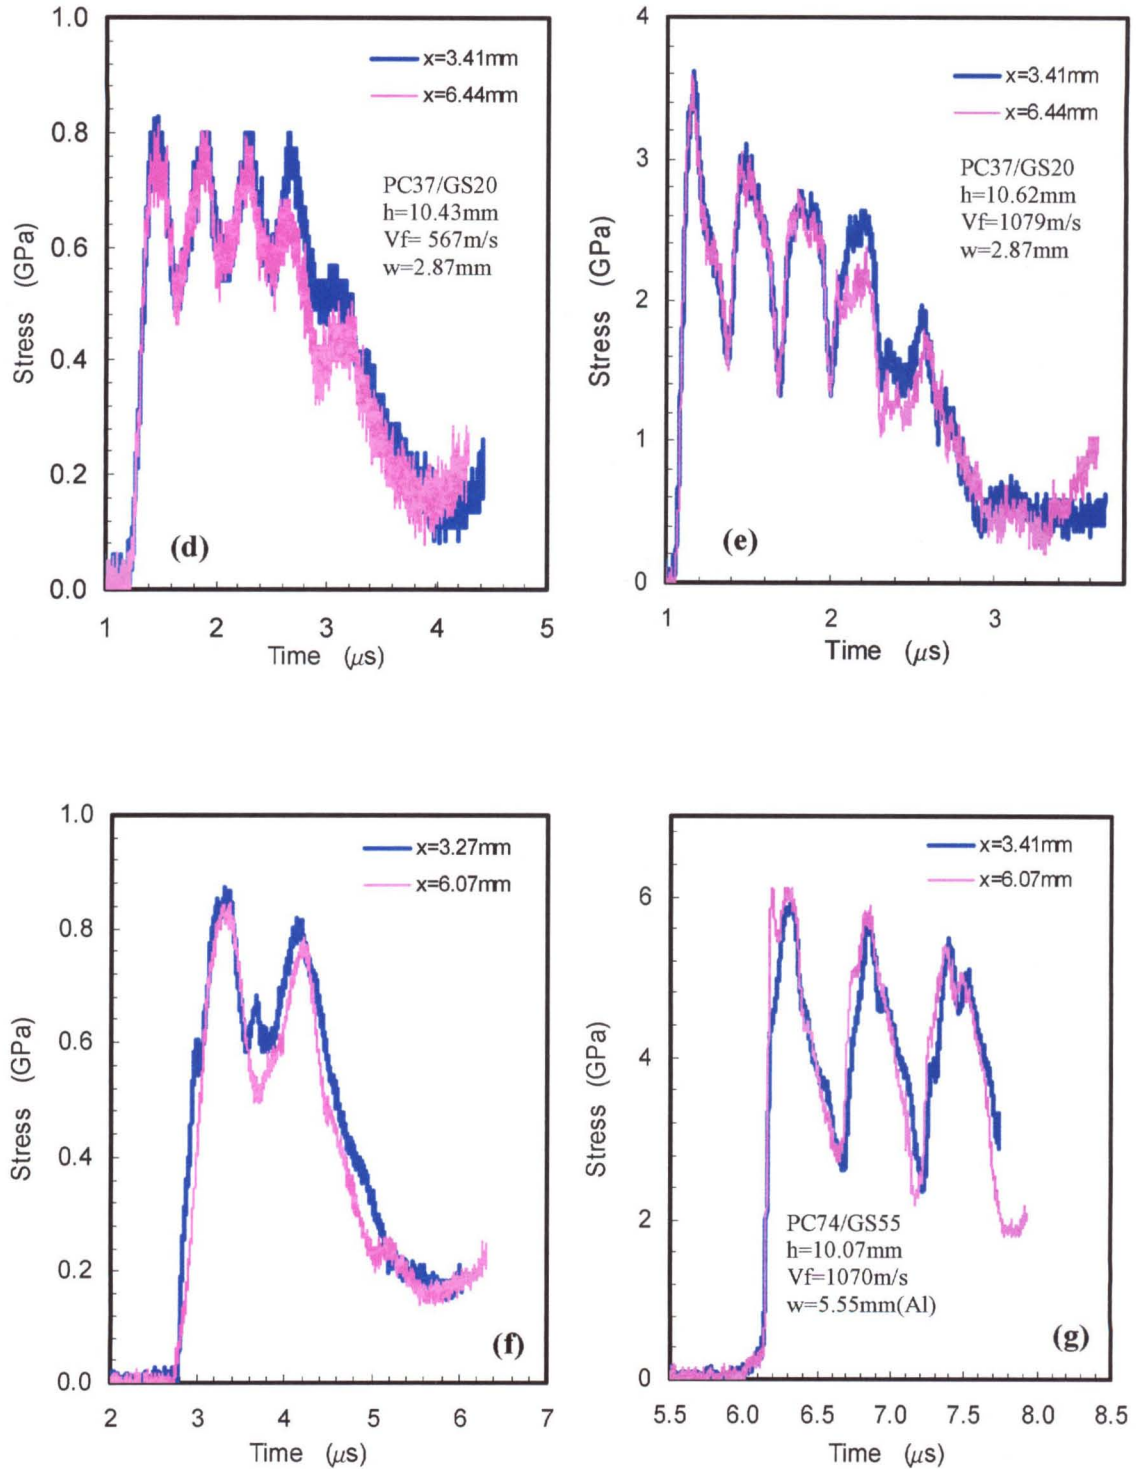 1.0
0.8
0.6
0.4
0.2
0.0
Stress (GPa)
x=3.41mm
x=6.44mm
PC37/GS20
h=10.43mm
Vf= 567m/s
w=2.87mm
(d)
1 2 3 4 5
Time (μs)
4
3
2
1
0
Stress (GPa)
x=3.41mm
x=6.44mm
PC37/GS20
h=10.62mm
Vf=1079m/s
w=2.87mm
(e)
1 2 3
Time (μs)
1.0
0.8
0.6
0.4
0.2
0.0
Stress (GPa)
x=3.27mm
x=6.07mm
(f)
2 3 4 5 6 7
Time (μs)
6
4
2
0
Stress (GPa)
x=3.41mm
x=6.07mm
PC74/GS55
h=10.07mm
Vf=1070m/s
w=5.55mm(Al)
(g)
5.5 6.0 6.5 7.0 7.5 8.0 8.5
Time (μs)